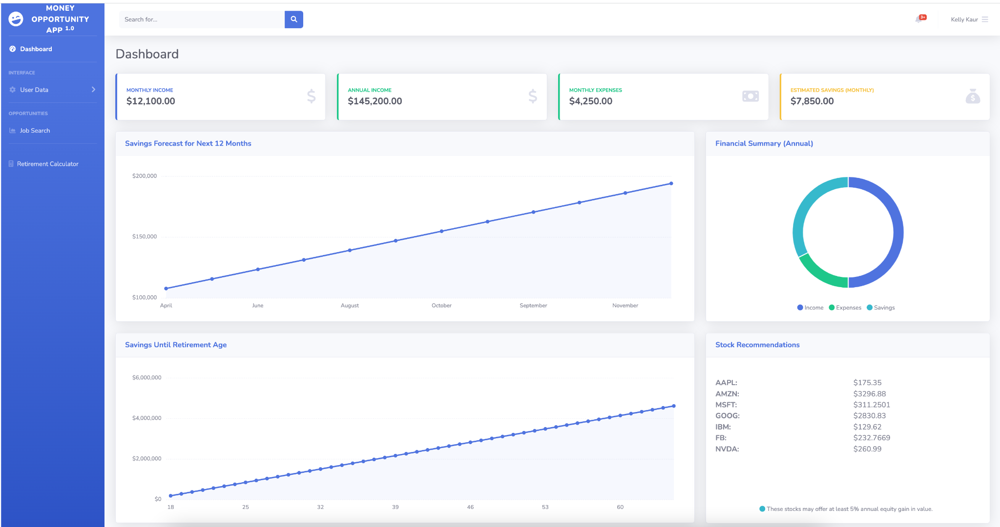 MONEY
OPPORTUNITY
APP 1.0
Dashboard
INTERFACE
User Data
OPPORTUNITIES
Job Search
Retirement Calculator
Search for...
3+
Kelly Kaur
Dashboard
MONTHLY INCOME
$12,100.00
$
ANNUAL INCOME
$145,200.00
$
MONTHLY EXPENSES
$4,250.00
ESTIMATED SAVINGS (MONTHLY)
$7,850.00
$
Savings Forecast for Next 12 Months
$200,000
$150,000
$100,000
April June August October September November
Financial Summary (Annual)
Income Expenses Savings
Savings Until Retirement Age
$6,000,000
$4,000,000
$2,000,000
$0
18 25 32 39 46 53 60
Stock Recommendations
AAPL: $175.35
AMZN: $3296.88
MSFT: $311.2501
GOOG: $2830.83
IBM: $129.62
FB: $232.7669
NVDA: $260.99
These stocks may offer at least 5% annual equity gain in value.